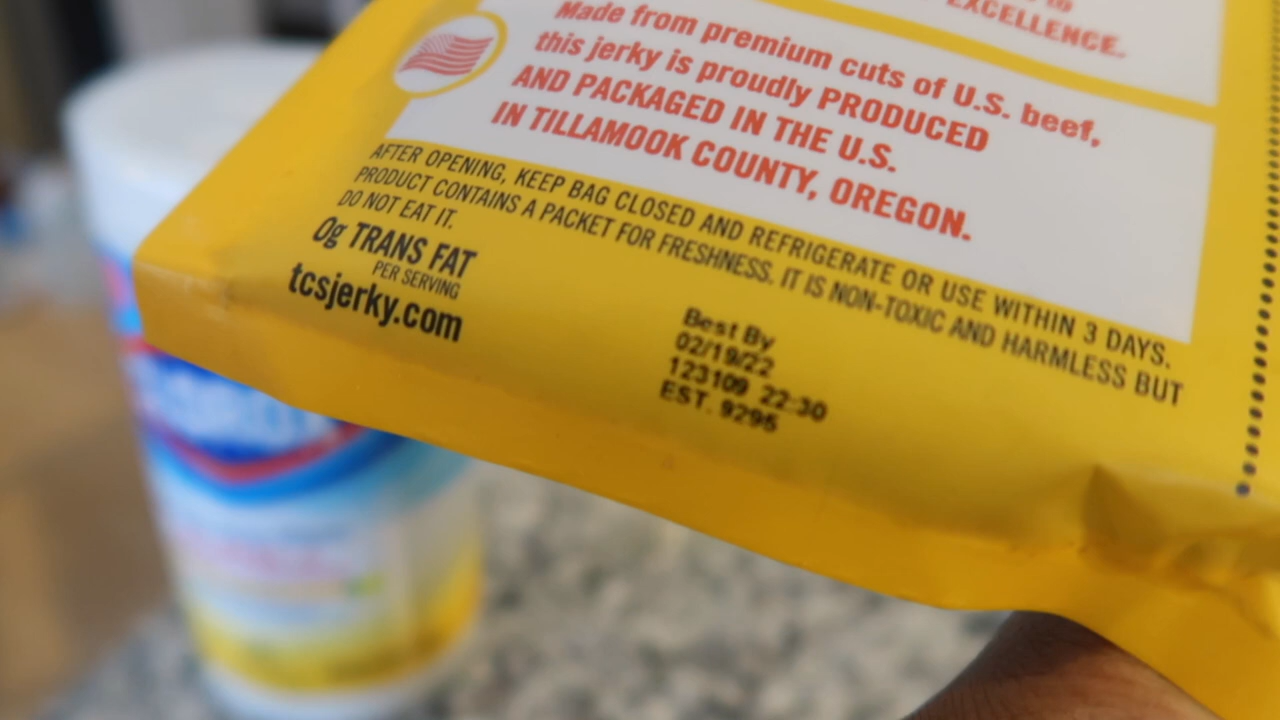 EXCELLENCE.
Made from premium cuts of U.S. beef,
this jerky is proudly PRODUCED
AND PACKAGED IN THE U.S.
IN TILLAMOOK COUNTY, OREGON.
AFTER OPENING, KEEP BAG CLOSED AND REFRIGERATE OR USE WITHIN 3 DAYS.
PRODUCT CONTAINS A PACKET FOR FRESHNESS. IT IS NON-TOXIC AND HARMLESS BUT
DO NOT EAT IT.
0g TRANS FAT
PER SERVING
tcsjerky.com
Best By
02/19/22
123109 22:30
EST. 9295